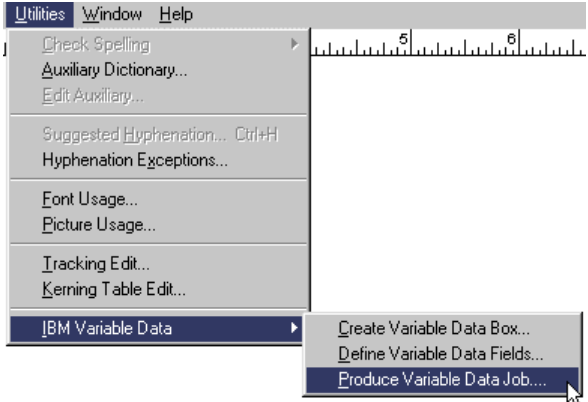 Utilities Window Help
5 6
Check Spelling
Auxiliary Dictionary...
Edit Auxiliary...
Suggested Hyphenation... Ctrl+H
Hyphenation Exceptions...
Font Usage...
Picture Usage...
Tracking Edit...
Kerning Table Edit...
IBM Variable Data
Create Variable Data Box...
Define Variable Data Fields...
Produce Variable Data Job....